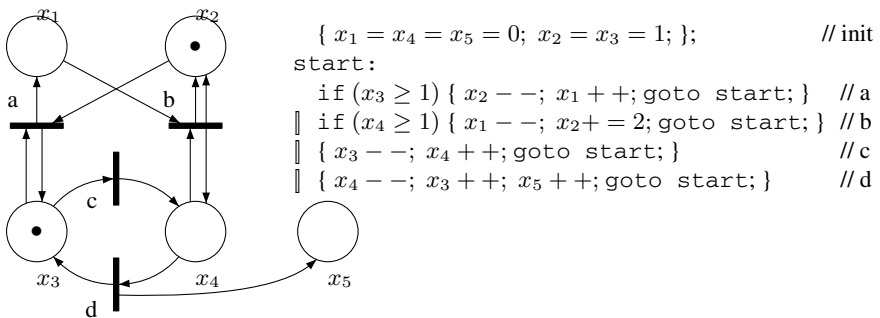 x₁ x₂
a b
c
x₃ x₄ x₅
d
{ x₁ = x₄ = x₅ = 0; x₂ = x₃ = 1; }; // init
start:
if (x₃ ≥ 1) { x₂ − −; x₁ + +; goto start; } // a
[] if (x₄ ≥ 1) { x₁ − −; x₂+ = 2; goto start; } // b
[] { x₃ − −; x₄ + +; goto start; } // c
[] { x₄ − −; x₃ + +; x₅ + +; goto start; } // d